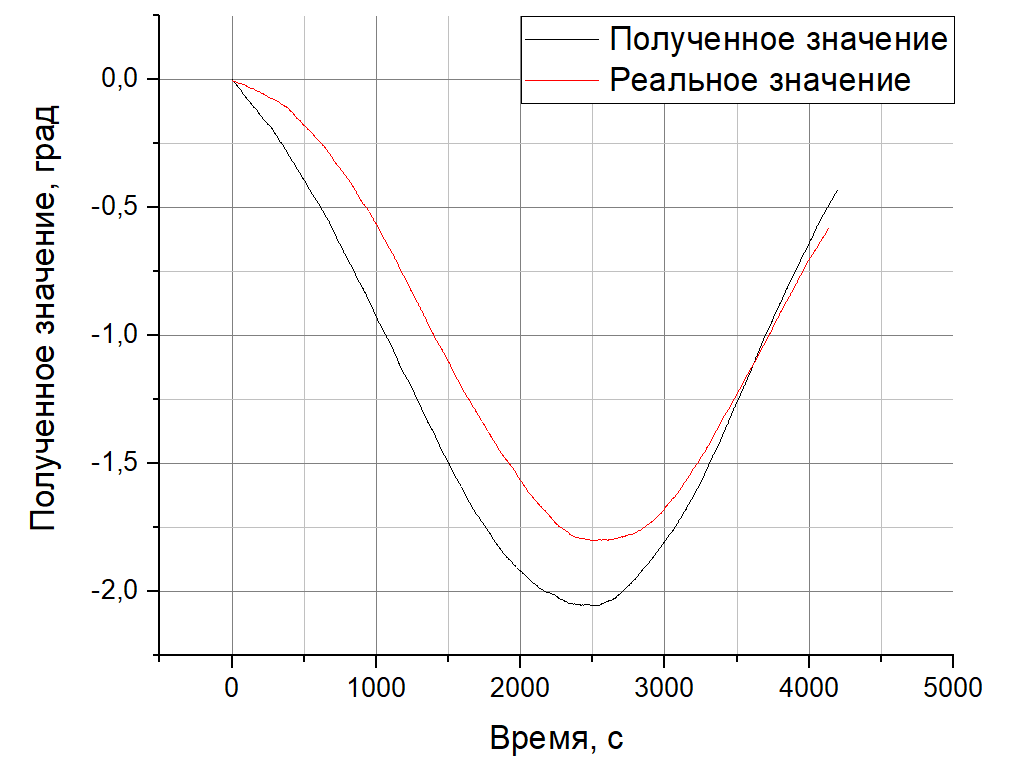 Полученное значение
Реальное значение
Полученное значение, град
0,0
-0,5
-1,0
-1,5
-2,0
0
1000
2000
3000
4000
5000
Время, с